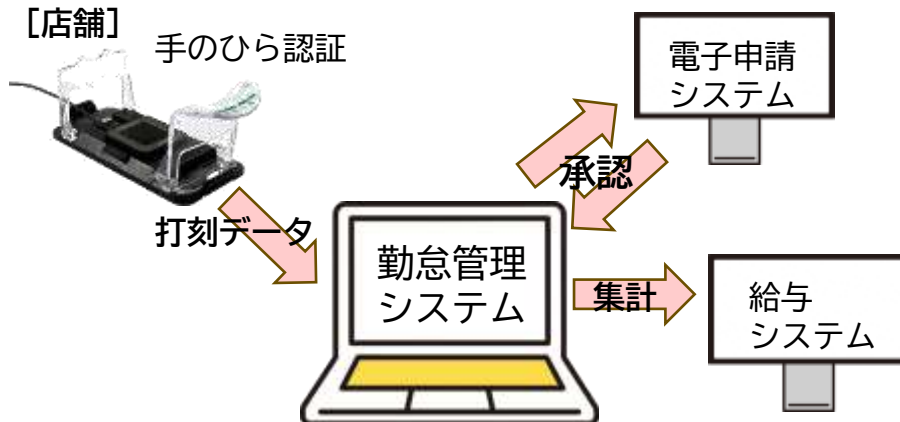 ［店舗］
手のひら認証
電子申請
システム
承認
打刻データ
勤怠管理
システム
集計
給与
システム